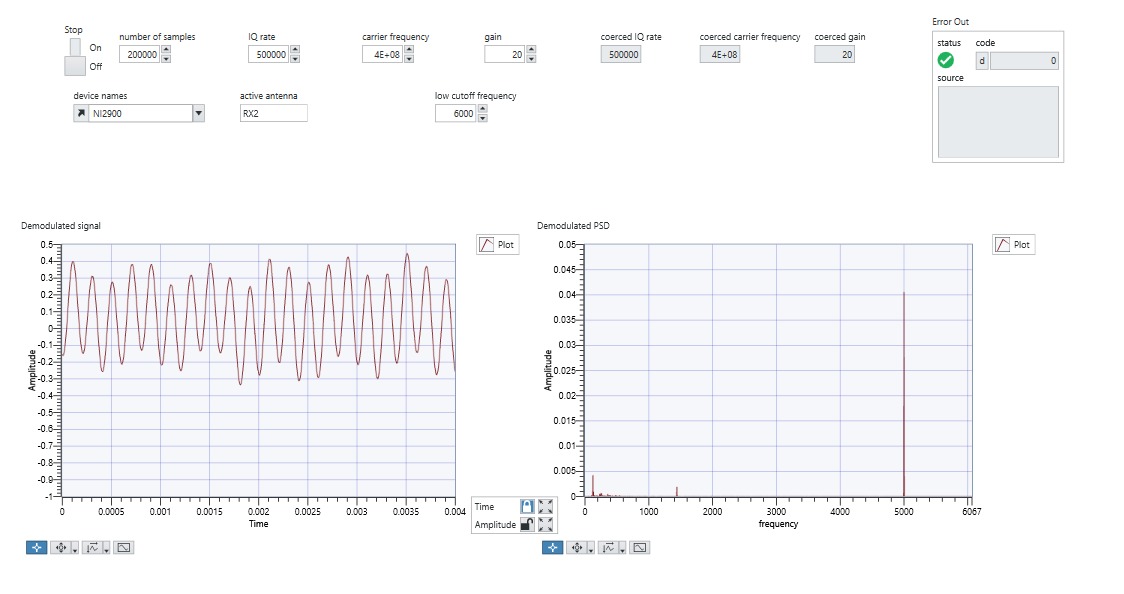 Stop
On
Off
number of samples
200000
IQ rate
500000
carrier frequency
4E+08
gain
20
coerced IQ rate
500000
coerced carrier frequency
4E+08
coerced gain
20
Error Out
status
code
d
0
source
device names
NI2900
active antenna
RX2
low cutoff frequency
6000
Demodulated signal
Plot
0.5
0.4
0.3
0.2
0.1
0
-0.1
-0.2
-0.3
-0.4
-0.5
-0.6
-0.7
-0.8
-0.9
-1
Amplitude
0 0.0005 0.001 0.0015 0.002 0.0025 0.003 0.0035 0.004
Time
Time
Amplitude
Demodulated PSD
Plot
0.05
0.045
0.04
0.035
0.03
0.025
0.02
0.015
0.01
0.005
0
Amplitude
0 1000 2000 3000 4000 5000 6067
frequency